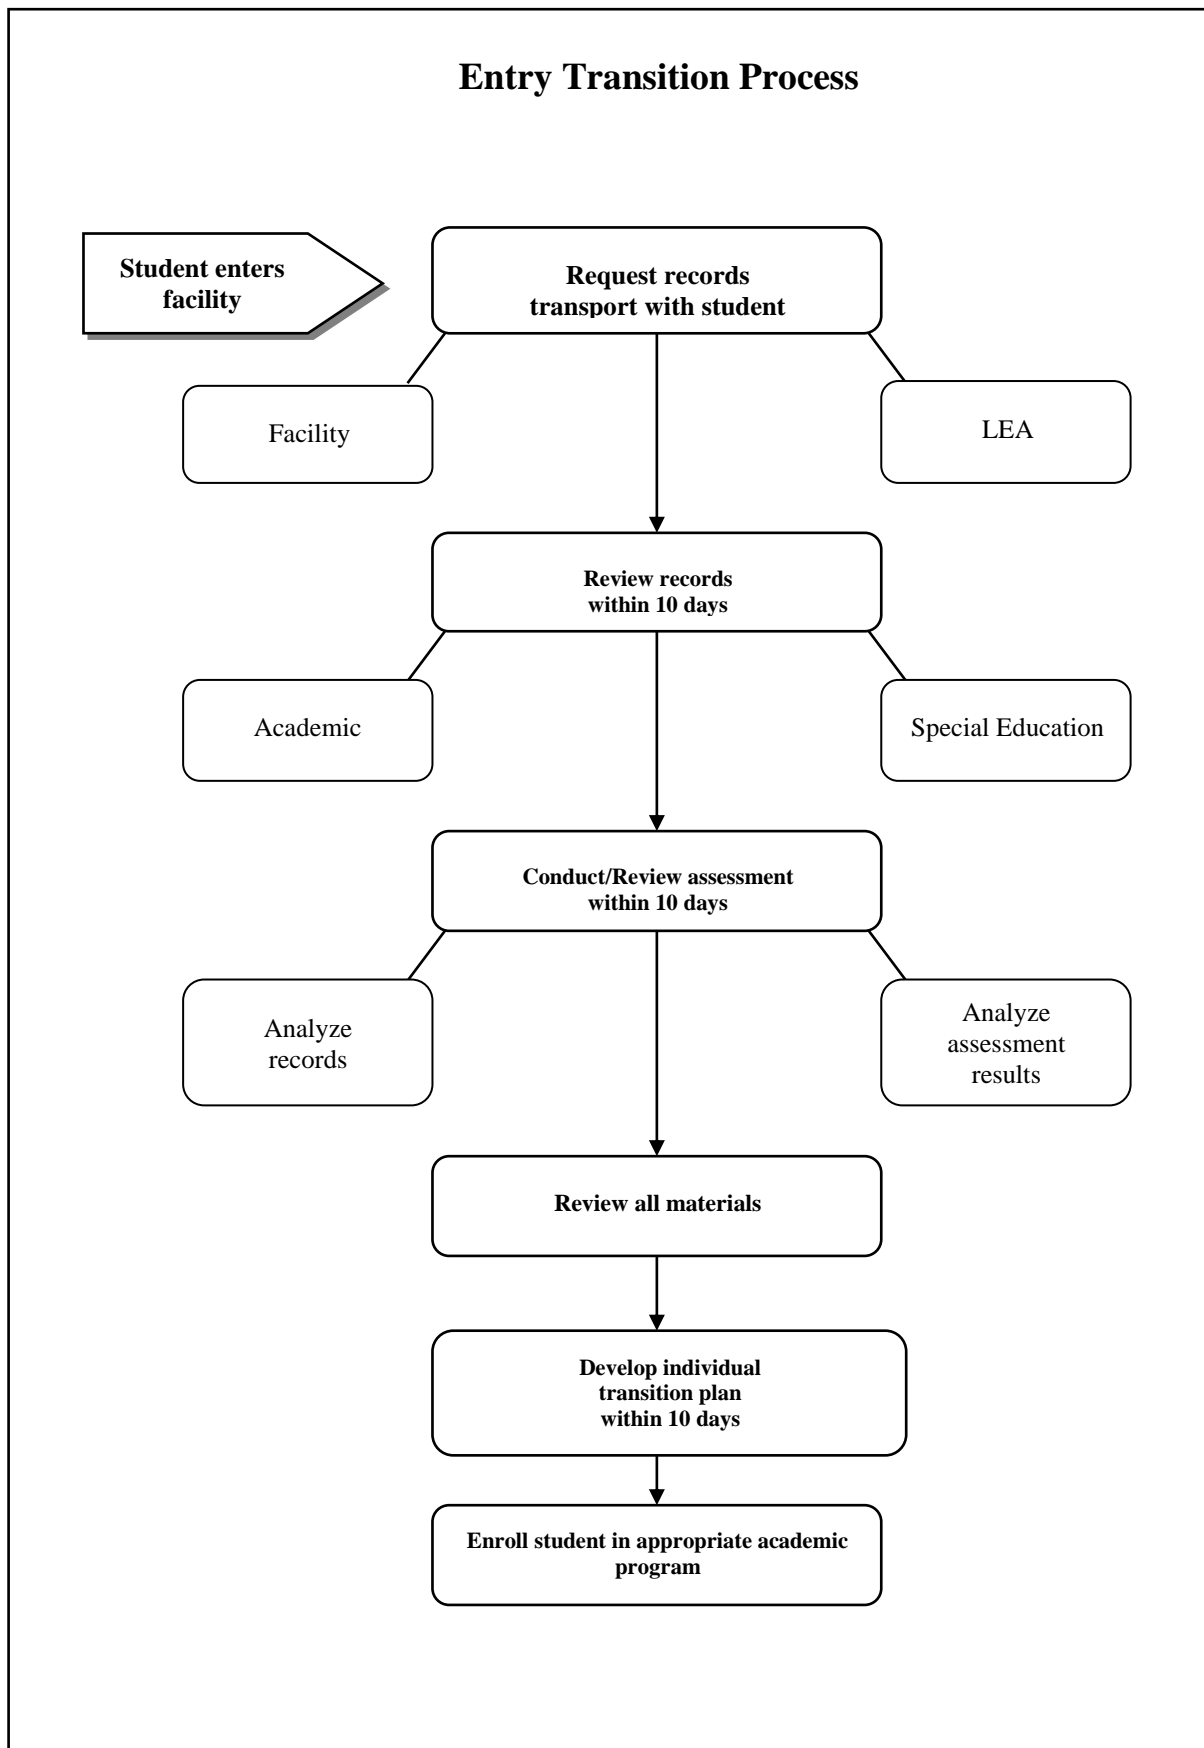 Entry Transition Process
Student enters
facility
Request records
transport with student
Facility
LEA
Review records
within 10 days
Academic
Special Education
Conduct/Review assessment
within 10 days
Analyze
records
Analyze
assessment
results
Review all materials
Develop individual
transition plan
within 10 days
Enroll student in appropriate academic
program